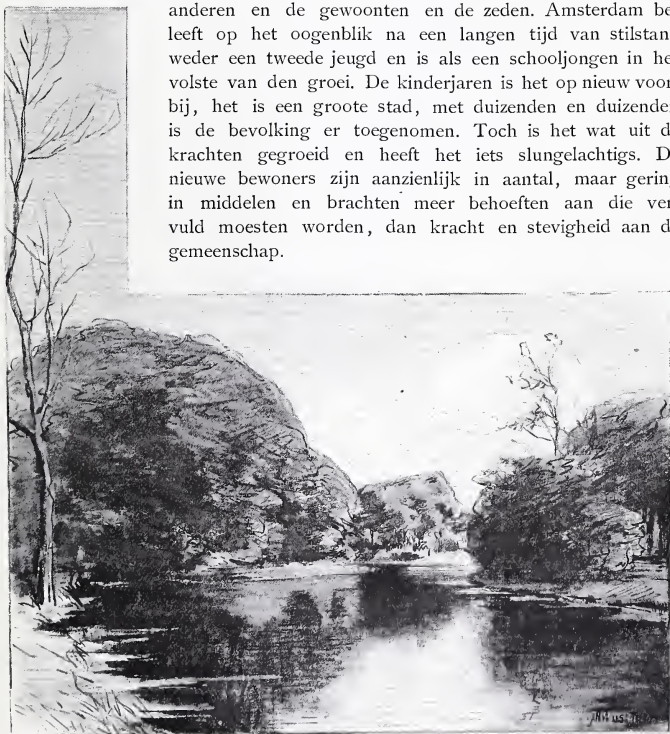 anderen en de gewoonten en de zeden. Amsterdam be
leeft op het oogenblik na een langen tijd van stilstan
weder een tweede jeugd en is als een schooljongen in he
volste van den groei. De kinderjaren is het op nieuw voor
bij, het is een groote stad, met duizenden en duizende
is de bevolking er toegenomen. Toch is het wat uit d
krachten gegroeid en heeft het iets slungelachtigs. D
nieuwe bewoners zijn aanzienlijk in aantal, maar gerin
in middelen en brachten meer behoeften aan die ver
vuld moesten worden, dan kracht en stevigheid aan d
gemeenschap.